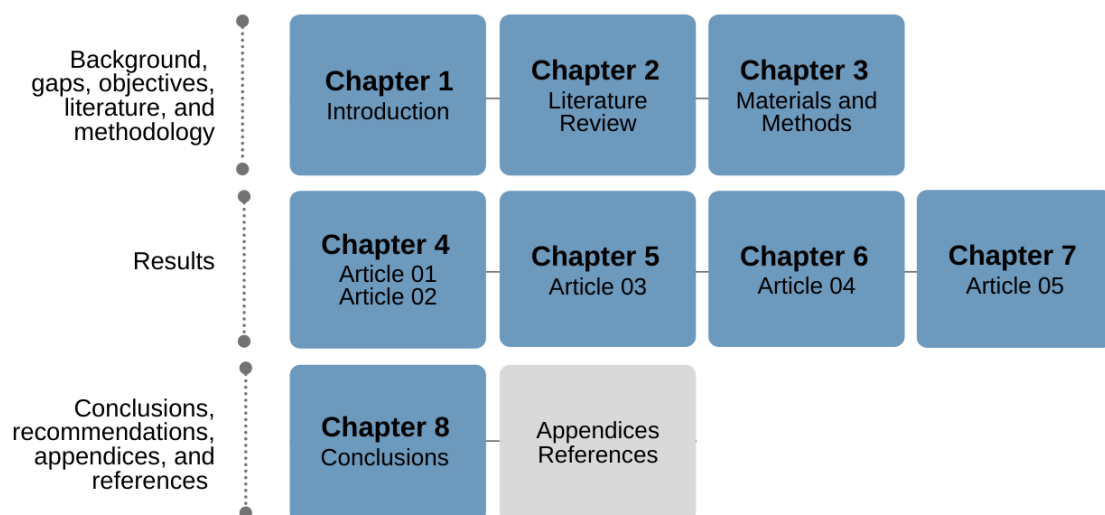 Background,
gaps, objectives,
literature, and
methodology
Chapter 1
Introduction
Chapter 2
Literature
Review
Chapter 3
Materials and
Methods
Results
Chapter 4
Article 01
Article 02
Chapter 5
Article 03
Chapter 6
Article 04
Chapter 7
Article 05
Conclusions,
recommendations,
appendices, and
references
Chapter 8
Conclusions
Appendices
References